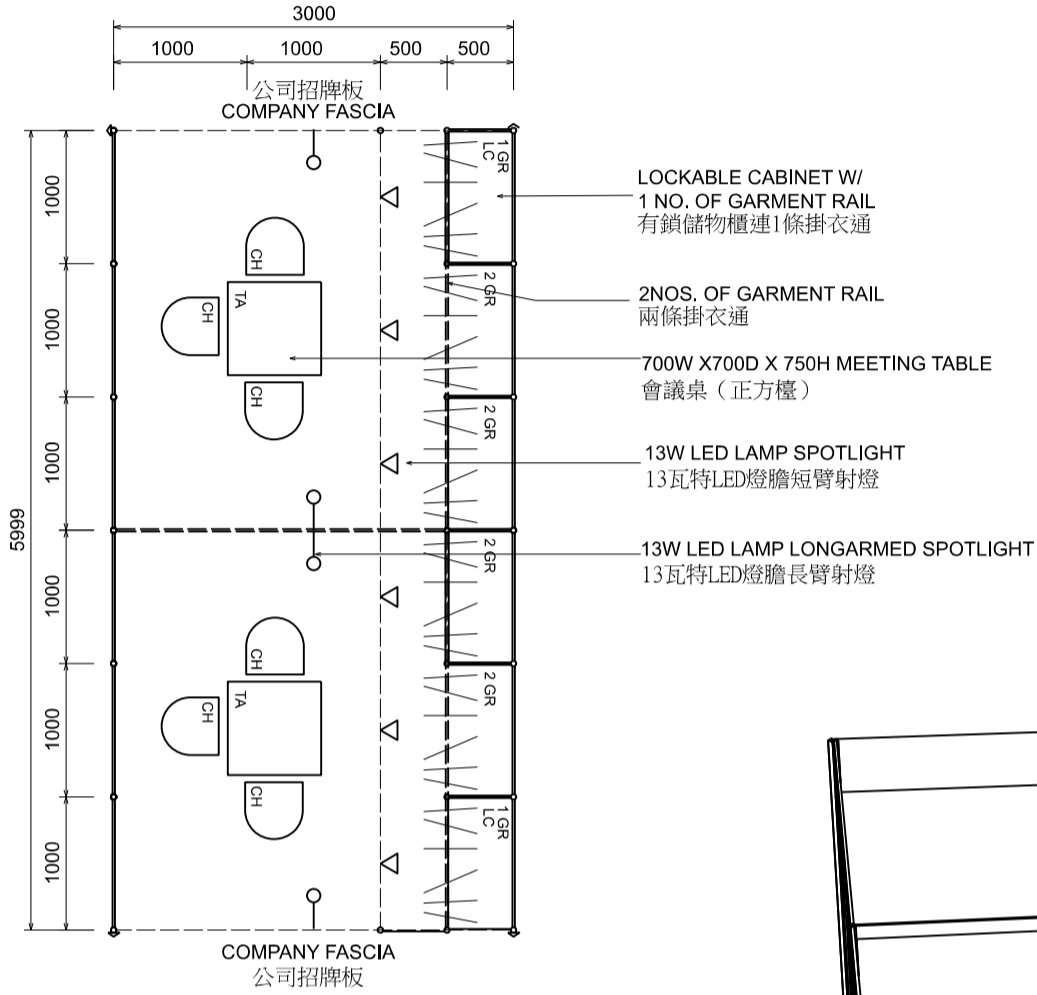 3000
1000
1000
500
500
公司招牌板
COMPANY FASCIA
5999
1000
1000
1000
1000
1000
1000
1 GR
LC
2 GR
2 GR
2 GR
2 GR
1 GR
LC
CH
CH
TA
CH
CH
CH
TA
CH
LOCKABLE CABINET W/
1 NO. OF GARMENT RAIL
有鎖儲物櫃連1條掛衣通
2NOS. OF GARMENT RAIL
兩條掛衣通
700W X700D X 750H MEETING TABLE
會議桌（正方檯）
13W LED LAMP SPOTLIGHT
13瓦特LED燈膽短臂射燈
13W LED LAMP LONGARMED SPOTLIGHT
13瓦特LED燈膽長臂射燈
COMPANY FASCIA
公司招牌板